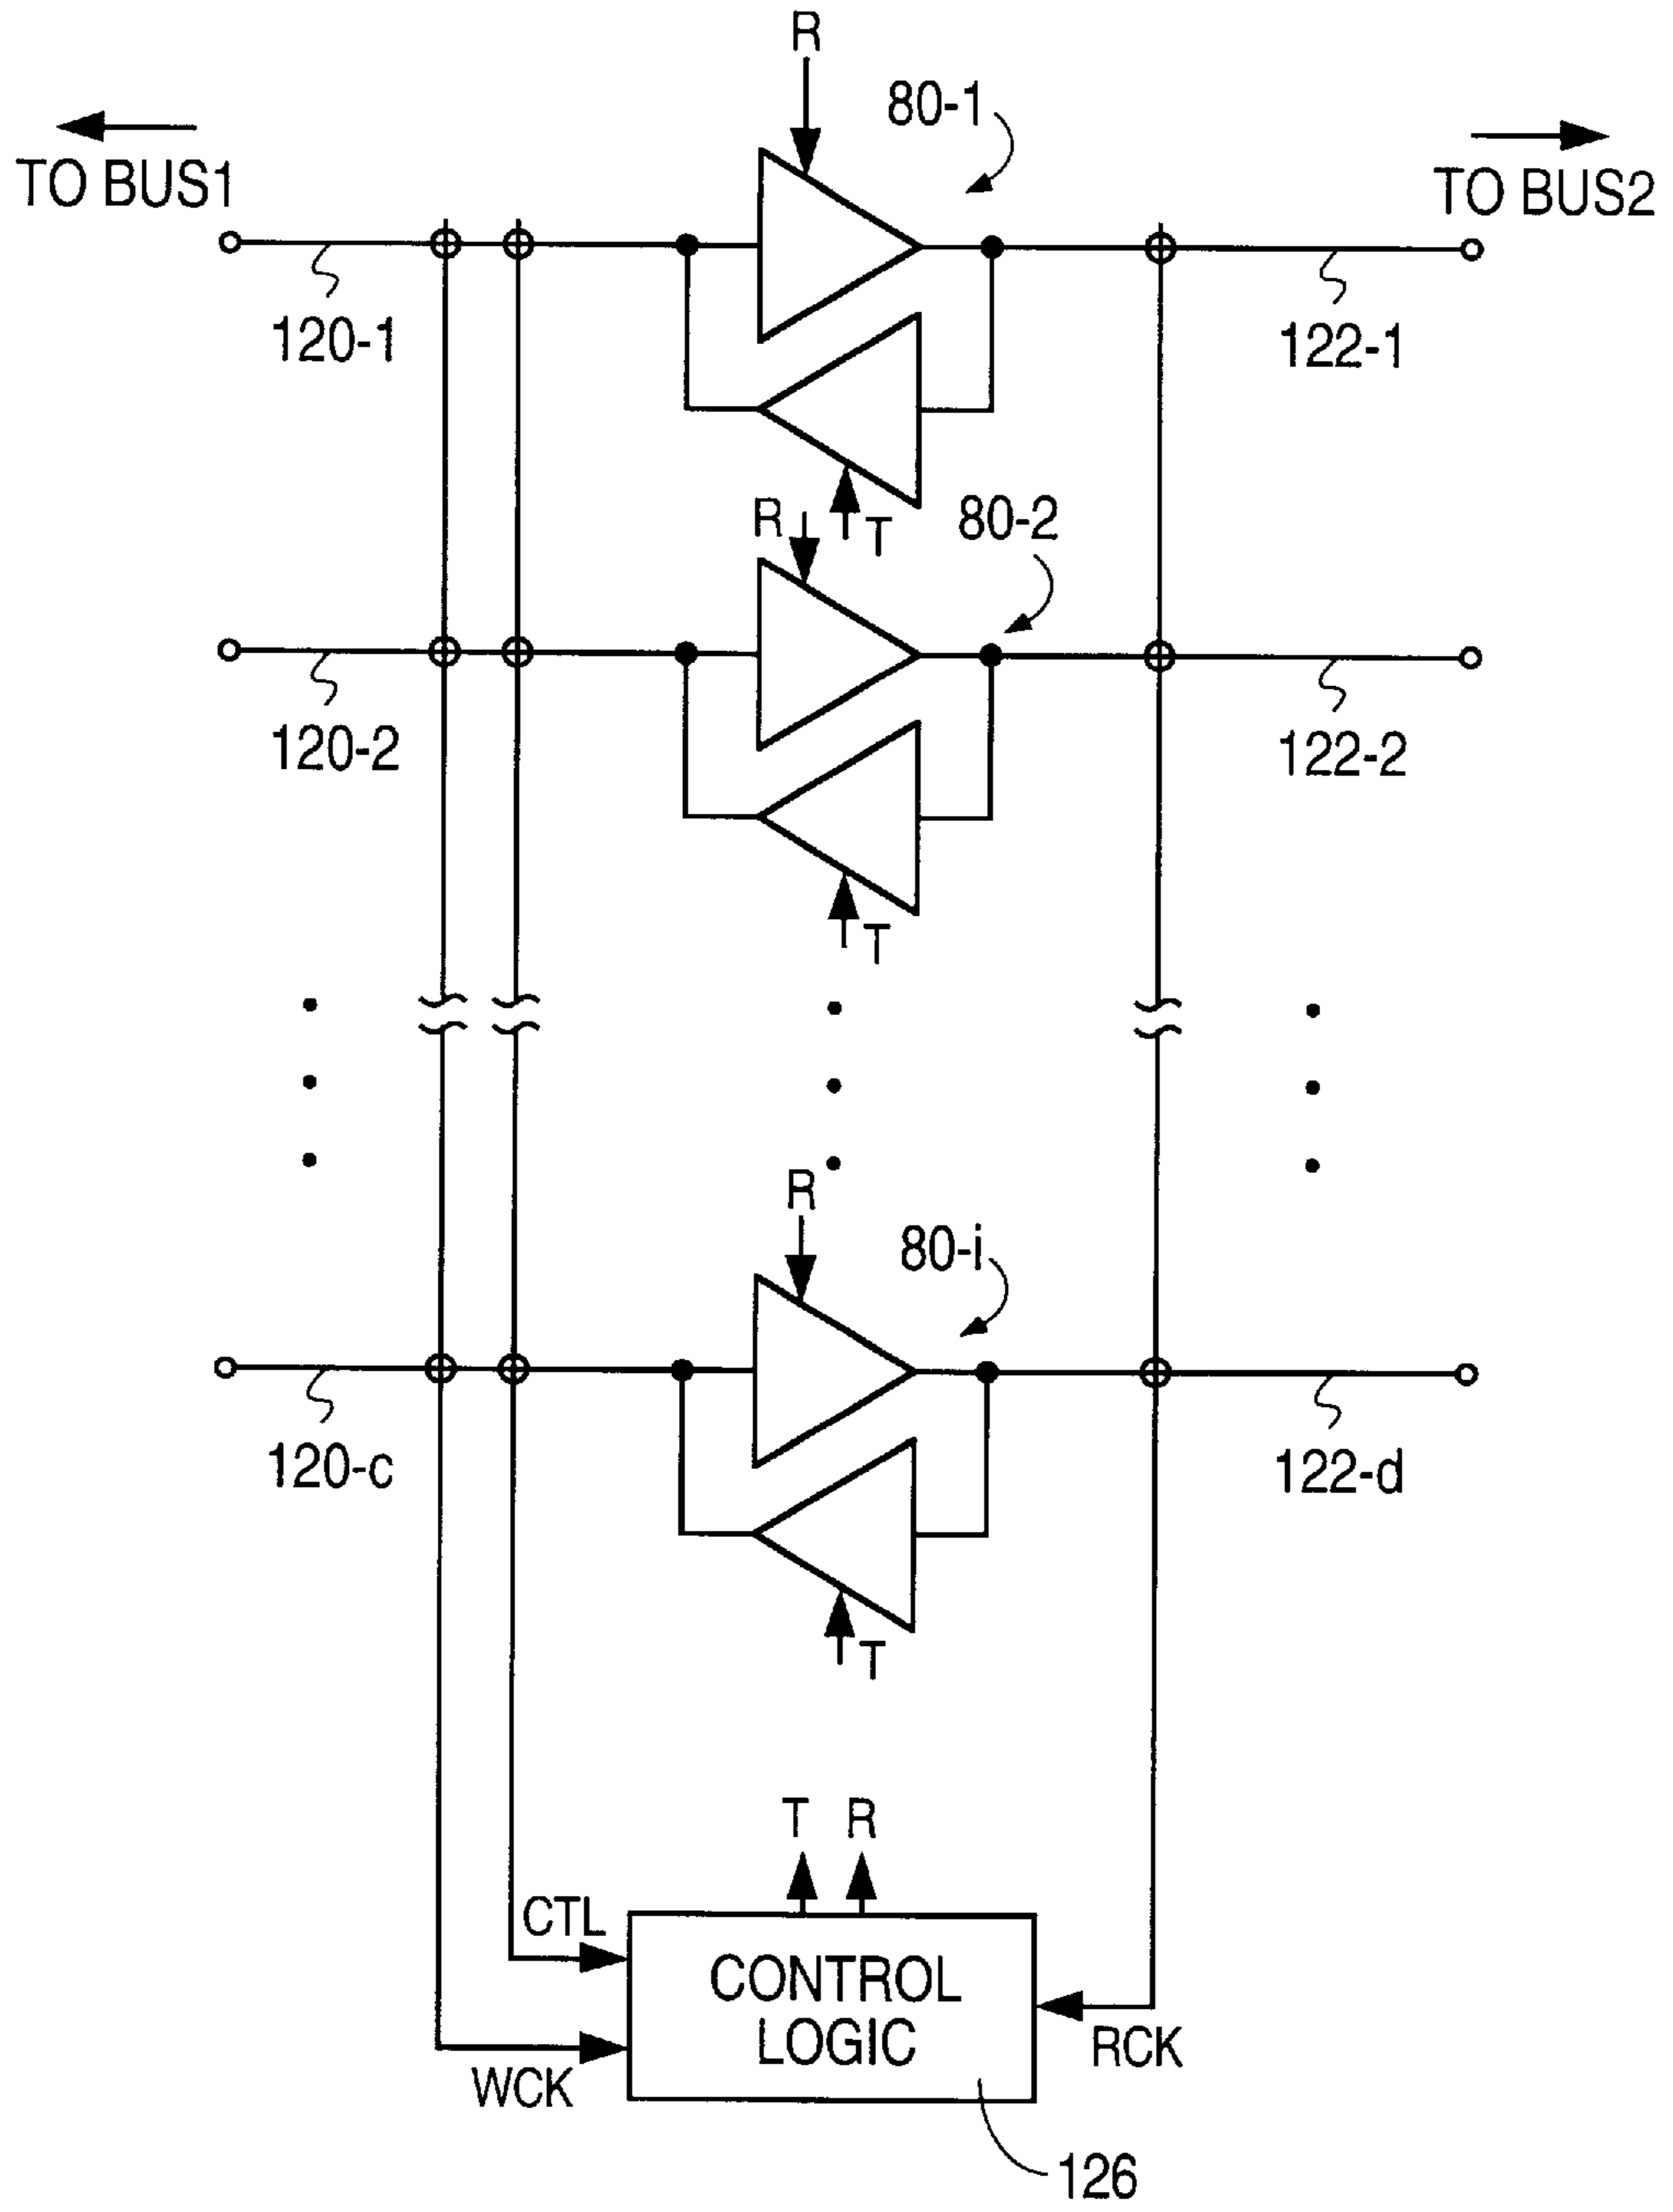 R
80-1
TO BUS1
TO BUS2
120-1
122-1
R
T
80-2
120-2
122-2
T
R
80-i
120-c
122-d
T
T R
CTL
CONTROL
LOGIC
RCK
WCK
126